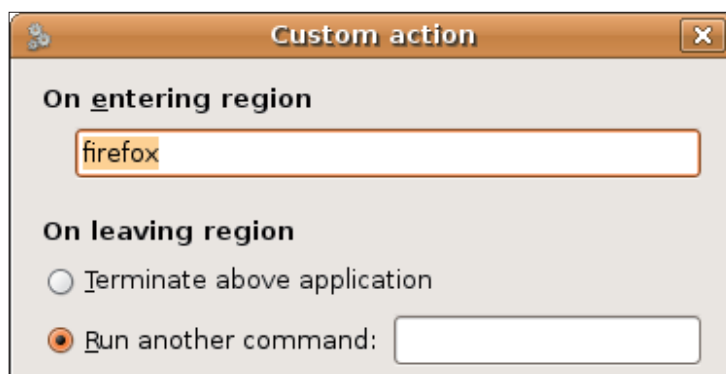 Custom action
On entering region
firefox
On leaving region
Terminate above application
Run another command: